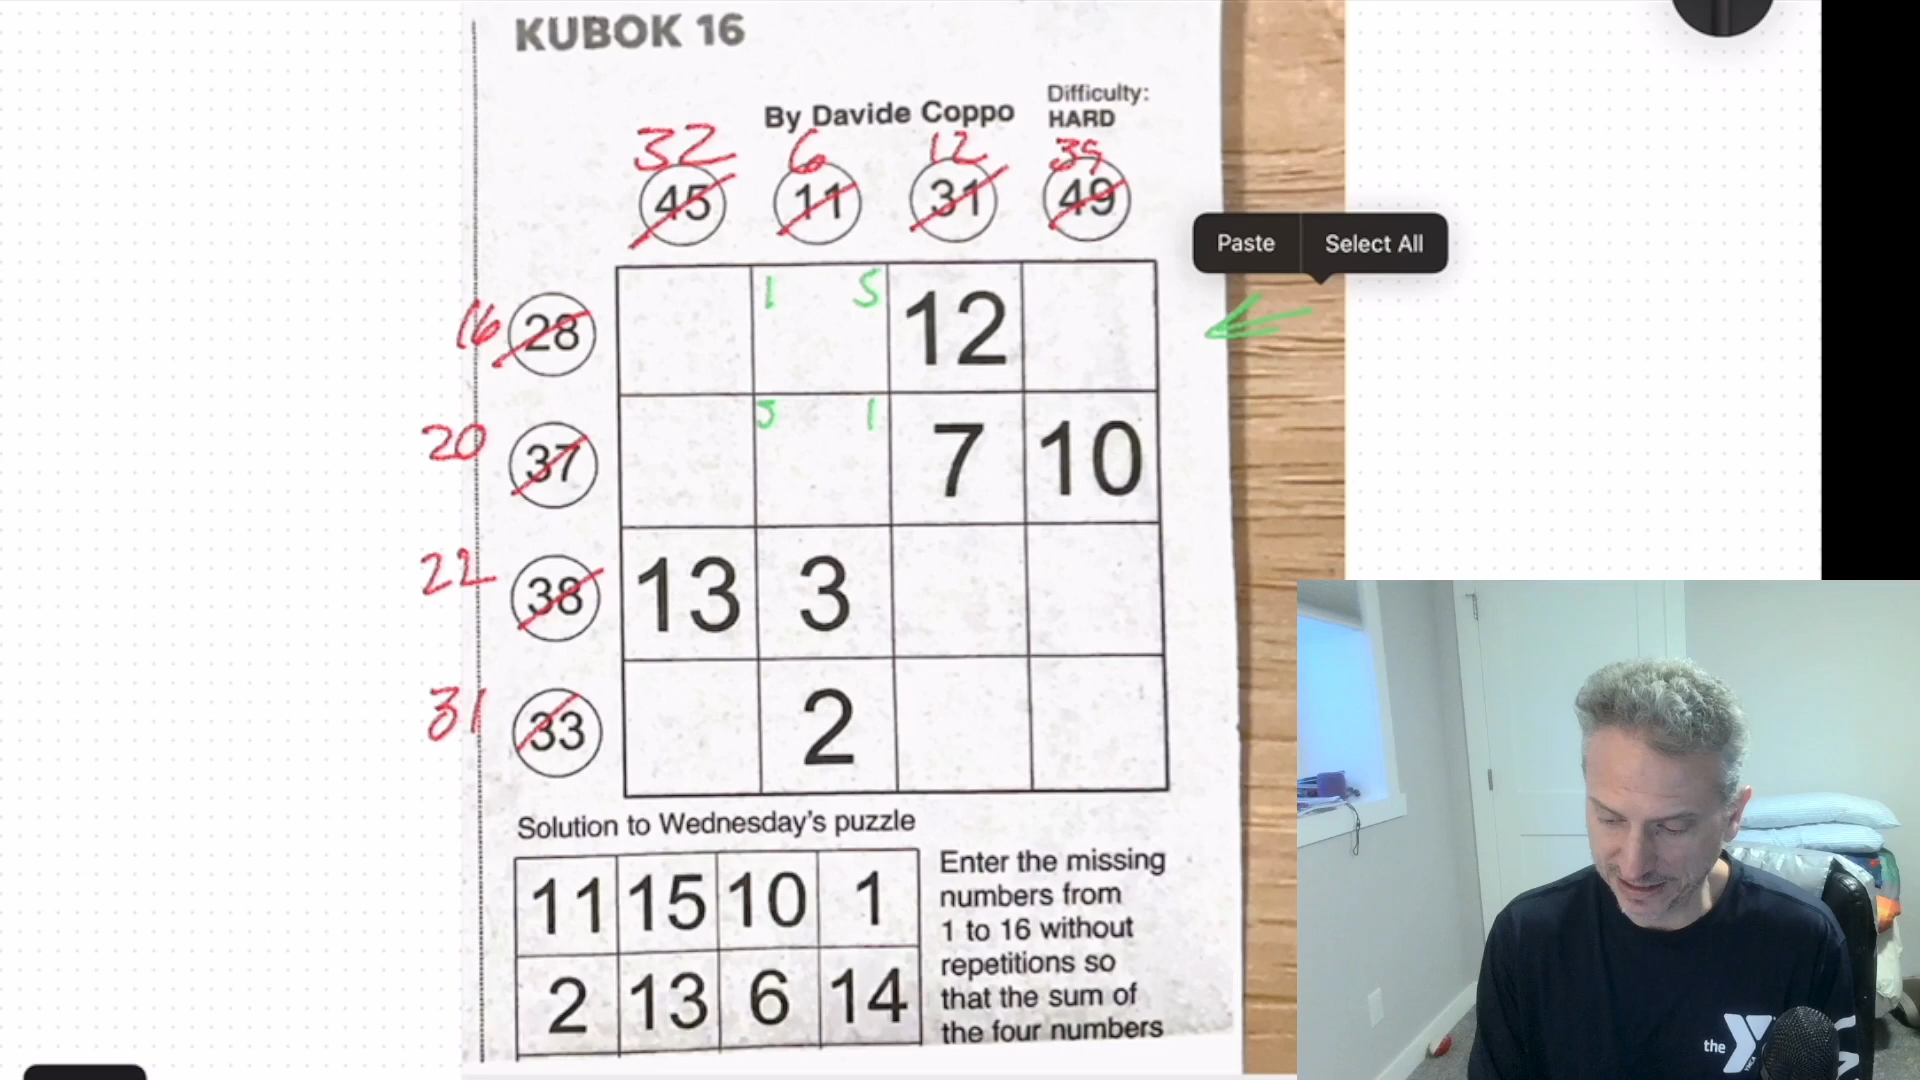 KUBOK 16
Difficulty:
By Davide Coppo HARD
32 6 12 39
45 11 31 49
Paste Select All
1 5
16 28 12
5 1
20 37 7 10
22 38 13 3
31 33 2
Solution to Wednesday's puzzle
11 15 10 1
2 13 6 14
Enter the missing
numbers from
1 to 16 without
repetitions so
that the sum of
the four numbers
the Y